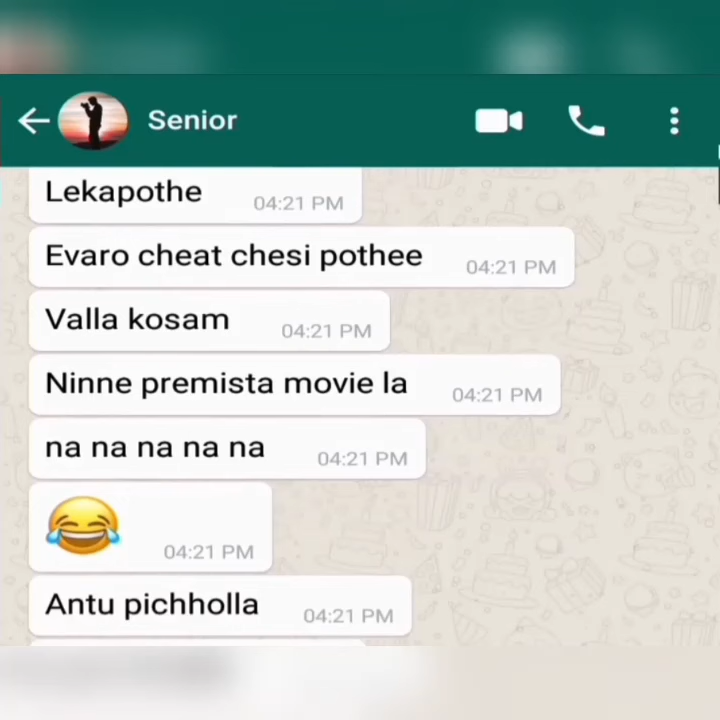 Senior
Lekapothe 04:21 PM
Evaro cheat chesi pothee 04:21 PM
Valla kosam 04:21 PM
Ninne premista movie la 04:21 PM
na na na na na 04:21 PM
😂 04:21 PM
Antu pichholla 04:21 PM